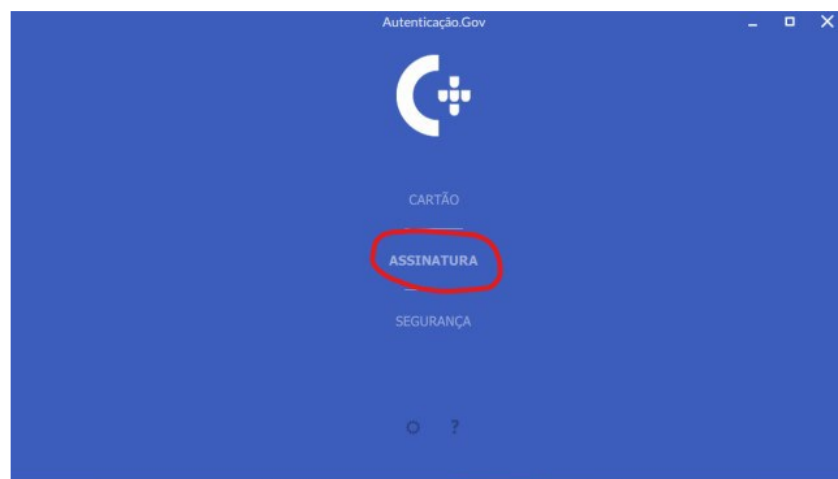 Autenticação.Gov
CARTÃO
ASSINATURA
SEGURANÇA
?